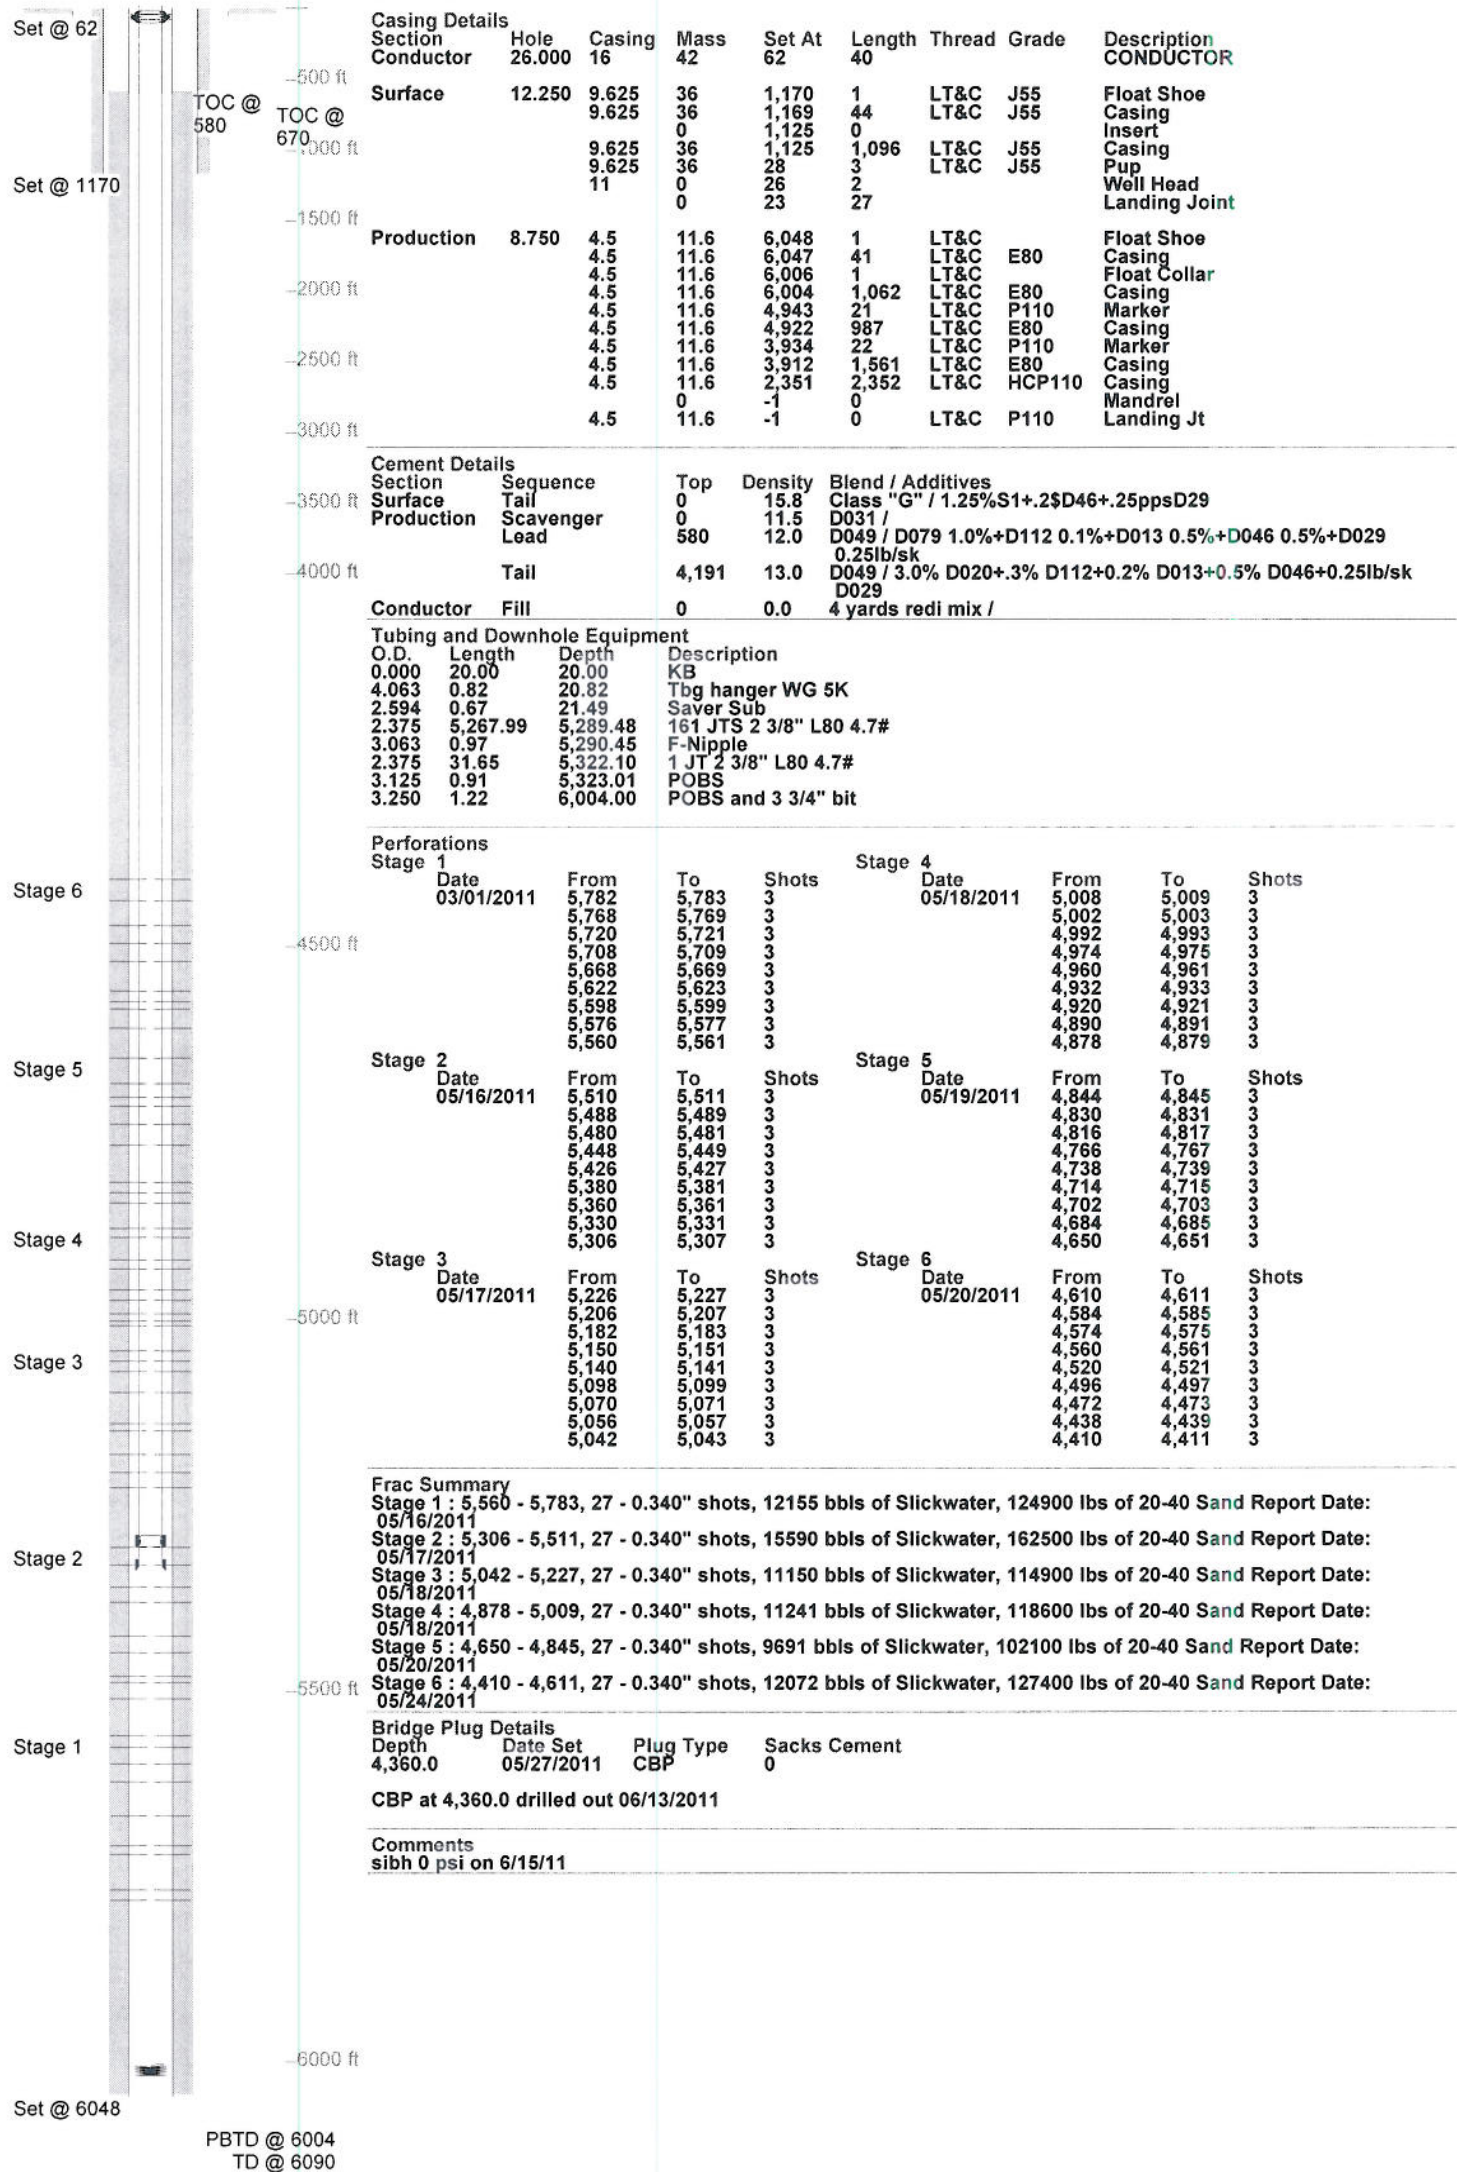 Set @ 62
TOC @
580
TOC @
670
Set @ 1170
Stage 6
Stage 5
Stage 4
Stage 3
Stage 2
Stage 1
Set @ 6048
PBTD @ 6004
TD @ 6090
500 ft
000 ft
1500 ft
2000 ft
2500 ft
3000 ft
3500 ft
4000 ft
4500 ft
5000 ft
5500 ft
6000 ft
Casing Details
Section Hole Casing Mass Set At Length Thread Grade Description
Conductor 26.000 16 42 62 40 CONDUCTOR
Surface 12.250 9.625 36 1,170 1 LT&C J55 Float Shoe
9.625 36 1,169 44 LT&C J55 Casing
0 1,125 0 Insert
9.625 36 1,125 1,096 LT&C J55 Casing
9.625 36 28 3 LT&C J55 Pup
11 0 26 2 Well Head
0 23 27 Landing Joint
Production 8.750 4.5 11.6 6,048 1 LT&C Float Shoe
4.5 11.6 6,047 41 LT&C E80 Casing
4.5 11.6 6,006 1 LT&C Float Collar
4.5 11.6 6,004 1,062 LT&C E80 Casing
4.5 11.6 4,943 21 LT&C P110 Marker
4.5 11.6 4,922 987 LT&C E80 Casing
4.5 11.6 3,934 22 LT&C P110 Marker
4.5 11.6 3,912 1,561 LT&C E80 Casing
4.5 11.6 2,351 2,352 LT&C HCP110 Casing
0 -1 0 Mandrel
4.5 11.6 -1 0 LT&C P110 Landing Jt
Cement Details
Section Sequence Top Density Blend / Additives
Surface Tail 0 15.8 Class "G" / 1.25%S1+.2$D46+.25ppsD29
Production Scavenger 0 11.5 D031 /
Lead 580 12.0 D049 / D079 1.0%+D112 0.1%+D013 0.5%+D046 0.5%+D029
0.25lb/sk
Tail 4,191 13.0 D049 / 3.0% D020+.3% D112+0.2% D013+0.5% D046+0.25lb/sk
D029
Conductor Fill 0 0.0 4 yards redi mix /
Tubing and Downhole Equipment
O.D. Length Depth Description
0.000 20.00 20.00 KB
4.063 0.82 20.82 Tbg hanger WG 5K
2.594 0.67 21.49 Saver Sub
2.375 5,267.99 5,289.48 161 JTS 2 3/8" L80 4.7#
3.063 0.97 5,290.45 F-Nipple
2.375 31.65 5,322.10 1 JT 2 3/8" L80 4.7#
3.125 0.91 5,323.01 POBS
3.250 1.22 6,004.00 POBS and 3 3/4" bit
Perforations
Stage 1
Date From To Shots
03/01/2011 5,782 5,783 3
5,768 5,769 3
5,720 5,721 3
5,708 5,709 3
5,668 5,669 3
5,622 5,623 3
5,598 5,599 3
5,576 5,577 3
5,560 5,561 3
Stage 2
Date From To Shots
05/16/2011 5,510 5,511 3
5,488 5,489 3
5,480 5,481 3
5,448 5,449 3
5,426 5,427 3
5,380 5,381 3
5,360 5,361 3
5,330 5,331 3
5,306 5,307 3
Stage 3
Date From To Shots
05/17/2011 5,226 5,227 3
5,206 5,207 3
5,182 5,183 3
5,150 5,151 3
5,140 5,141 3
5,098 5,099 3
5,070 5,071 3
5,056 5,057 3
5,042 5,043 3
Stage 4
Date From To Shots
05/18/2011 5,008 5,009 3
5,002 5,003 3
4,992 4,993 3
4,974 4,975 3
4,960 4,961 3
4,932 4,933 3
4,920 4,921 3
4,890 4,891 3
4,878 4,879 3
Stage 5
Date From To Shots
05/19/2011 4,844 4,845 3
4,830 4,831 3
4,816 4,817 3
4,766 4,767 3
4,738 4,739 3
4,714 4,715 3
4,702 4,703 3
4,684 4,685 3
4,650 4,651 3
Stage 6
Date From To Shots
05/20/2011 4,610 4,611 3
4,584 4,585 3
4,574 4,575 3
4,560 4,561 3
4,520 4,521 3
4,496 4,497 3
4,472 4,473 3
4,438 4,439 3
4,410 4,411 3
Frac Summary
Stage 1 : 5,560 - 5,783, 27 - 0.340" shots, 12155 bbls of Slickwater, 124900 lbs of 20-40 Sand Report Date:
05/16/2011
Stage 2 : 5,306 - 5,511, 27 - 0.340" shots, 15590 bbls of Slickwater, 162500 lbs of 20-40 Sand Report Date:
05/17/2011
Stage 3 : 5,042 - 5,227, 27 - 0.340" shots, 11150 bbls of Slickwater, 114900 lbs of 20-40 Sand Report Date:
05/18/2011
Stage 4 : 4,878 - 5,009, 27 - 0.340" shots, 11241 bbls of Slickwater, 118600 lbs of 20-40 Sand Report Date:
05/18/2011
Stage 5 : 4,650 - 4,845, 27 - 0.340" shots, 9691 bbls of Slickwater, 102100 lbs of 20-40 Sand Report Date:
05/20/2011
Stage 6 : 4,410 - 4,611, 27 - 0.340" shots, 12072 bbls of Slickwater, 127400 lbs of 20-40 Sand Report Date:
05/24/2011
Bridge Plug Details
Depth Date Set Plug Type Sacks Cement
4,360.0 05/27/2011 CBP 0
CBP at 4,360.0 drilled out 06/13/2011
Comments
sibh 0 psi on 6/15/11